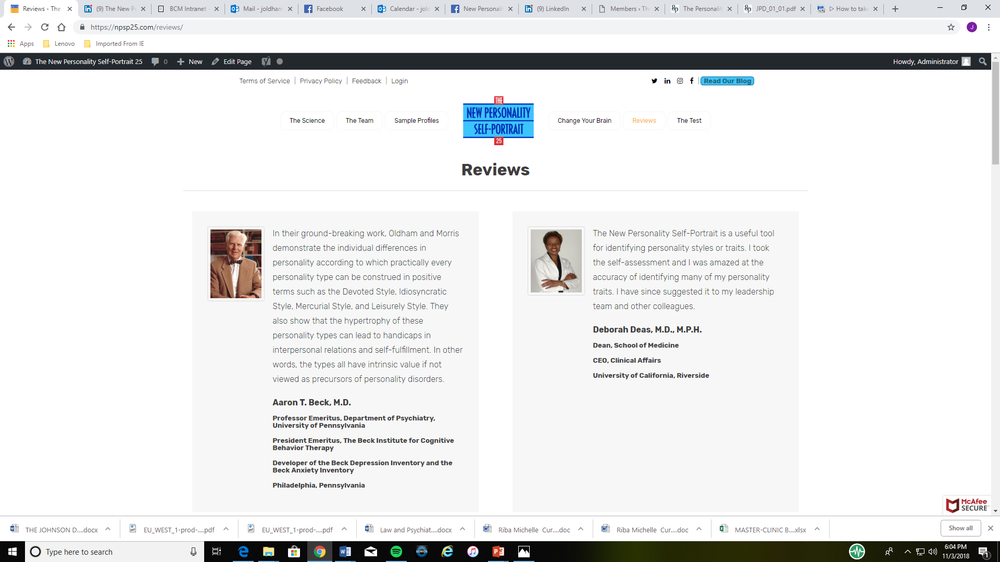 Reviews - The
(9) The New P
BCM Intranet
Mail - joldham
Facebook
Calendar - jol
New Personali
(9) LinkedIn
Members ‹ Th
The Personalit
JPD_01_01.pdf
How to take
https://npsp25.com/reviews/
J
Apps
Lenovo
Imported From IE
The New Personality Self-Portrait 25
0
New
Edit Page
Howdy, Administrator
Terms of Service
Privacy Policy
Feedback
Login
Read Our Blog
The Science
The Team
Sample Profiles
THE
NEW PERSONALITY
SELF-PORTRAIT
25
Change Your Brain
Reviews
The Test
Reviews
In their ground-breaking work, Oldham and Morris
demonstrate the individual differences in
personality according to which practically every
personality type can be construed in positive
terms such as the Devoted Style, Idiosyncratic
Style, Mercurial Style, and Leisurely Style. They
also show that the hypertrophy of these
personality types can lead to handicaps in
interpersonal relations and self-fulfillment. In other
words, the types all have intrinsic value if not
viewed as precursors of personality disorders.
Aaron T. Beck, M.D.
Professor Emeritus, Department of Psychiatry,
University of Pennsylvania
President Emeritus, The Beck Institute for Cognitive
Behavior Therapy
Developer of the Beck Depression Inventory and the
Beck Anxiety Inventory
Philadelphia, Pennsylvania
The New Personality Self-Portrait is a useful tool
for identifying personality styles or traits. I took
the self-assessment and I was amazed at the
accuracy of identifying many of my personality
traits. I have since suggested it to my leadership
team and other colleagues.
Deborah Deas, M.D., M.P.H.
Dean, School of Medicine
CEO, Clinical Affairs
University of California, Riverside
McAfee
SECURE
THE JOHNSON D....docx
EU_WEST_1-prod-....pdf
EU_WEST_1-prod-....pdf
Law and Psychiat....docx
Riba Michelle Cur....doc
Riba Michelle Cur....doc
MASTER-CLINIC B....xlsx
Show all
Type here to search
SONOS
6:04 PM
11/3/2018
1